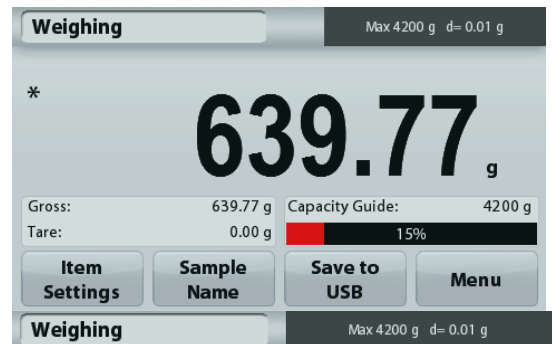 Weighing Max 4200 g d= 0.01 g
*
639.77 g
Gross: 639.77 g Capacity Guide: 4200 g
Tare: 0.00 g 15%
Item Settings Sample Name Save to USB Menu
Weighing Max 4200 g d= 0.01 g